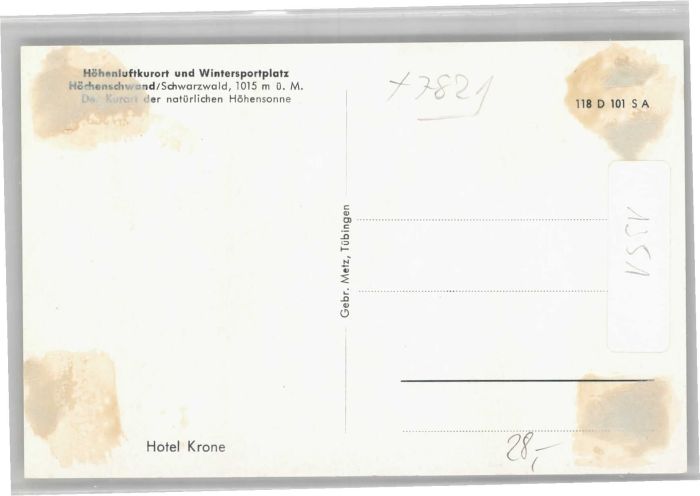 Höhenluftkurort und Wintersportplatz
Höchenschwand/Schwarzwald, 1015 m ü. M.
Der Kurort der natürlichen Höhensonne
+7821
118 D 101 S A
Gebr. Metz, Tübingen
1551
Hotel Krone
28,-